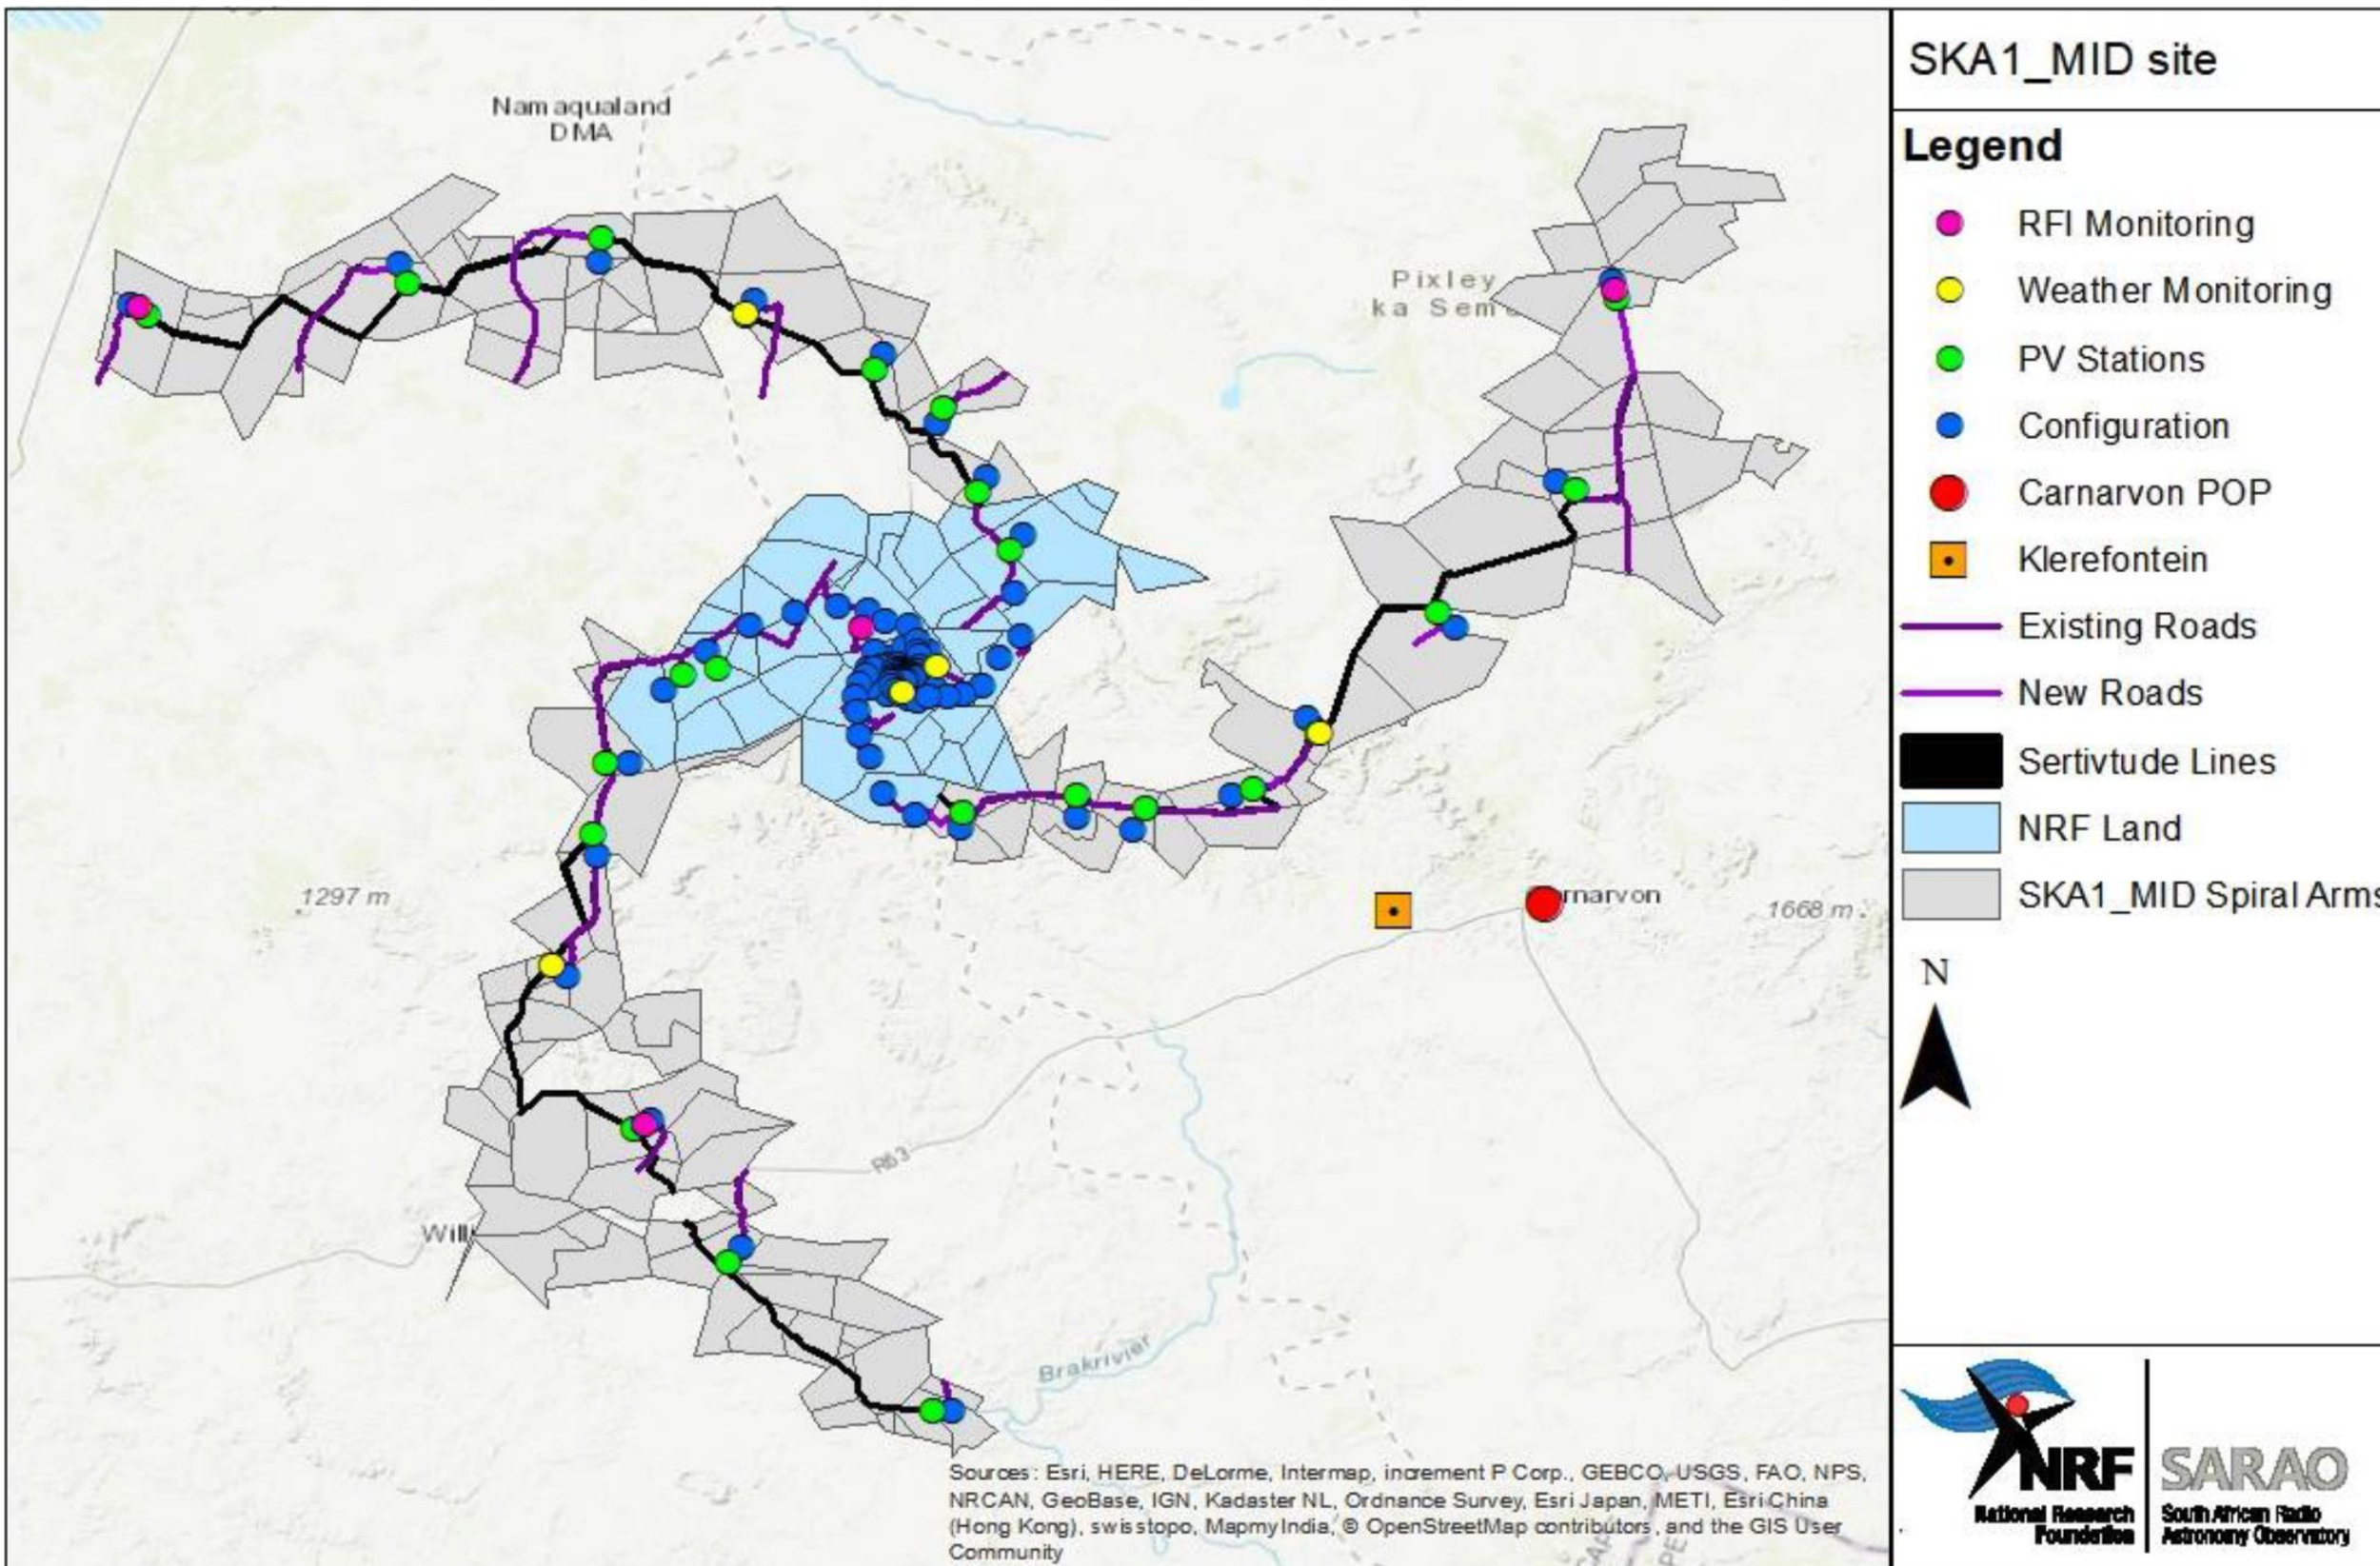 Namaqualand
DMA
Pixley
ka Seme
1297 m
rnarvon
1668 m
R63
Willi
Brakrivier
Sources: Esri, HERE, DeLorme, Intermap, increment P Corp., GEBCO, USGS, FAO, NPS,
NRCAN, GeoBase, IGN, Kadaster NL, Ordnance Survey, Esri Japan, METI, Esri China
(Hong Kong), swisstopo, MapmyIndia, © OpenStreetMap contributors, and the GIS User
Community
SKA1_MID site
Legend
RFI Monitoring
Weather Monitoring
PV Stations
Configuration
Carnarvon POP
Klerefontein
Existing Roads
New Roads
Sertivtude Lines
NRF Land
SKA1_MID Spiral Arms
N
NRF
National Research
Foundation
SARAO
South African Radio
Astronomy Observatory